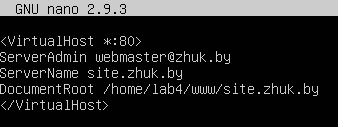 GNU nano 2.9.3
<VirtualHost *:80>
ServerAdmin webmaster@zhuk.by
ServerName site.zhuk.by
DocumentRoot /home/lab4/www/site.zhuk.by
</VirtualHost>